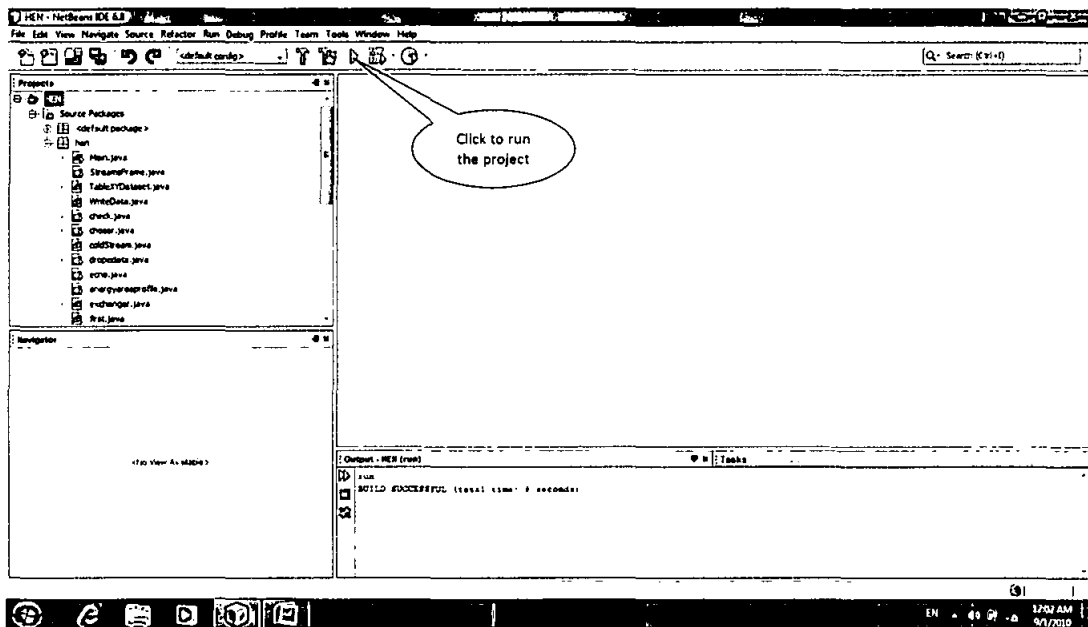 HEN - NetBeans IDE 6.8
File Edit View Navigate Source Refactor Run Debug Profile Team Tools Window Help
<default config>
Search (Ctrl+I)
Projects
HEN
Source Packages
<default package>
hen
Main.java
StreamsFrame.java
TableXYDataset.java
WriteData.java
check.java
choser.java
coldStream.java
dropedata.java
echo.java
energyareaproffle.java
exchanger.java
first.java
Click to run
the project
Navigator
<No View Available>
Output - HEN (run)
Tasks
run
BUILD SUCCESSFUL (total time: seconds)
EN
12:02 AM
9/1/2010